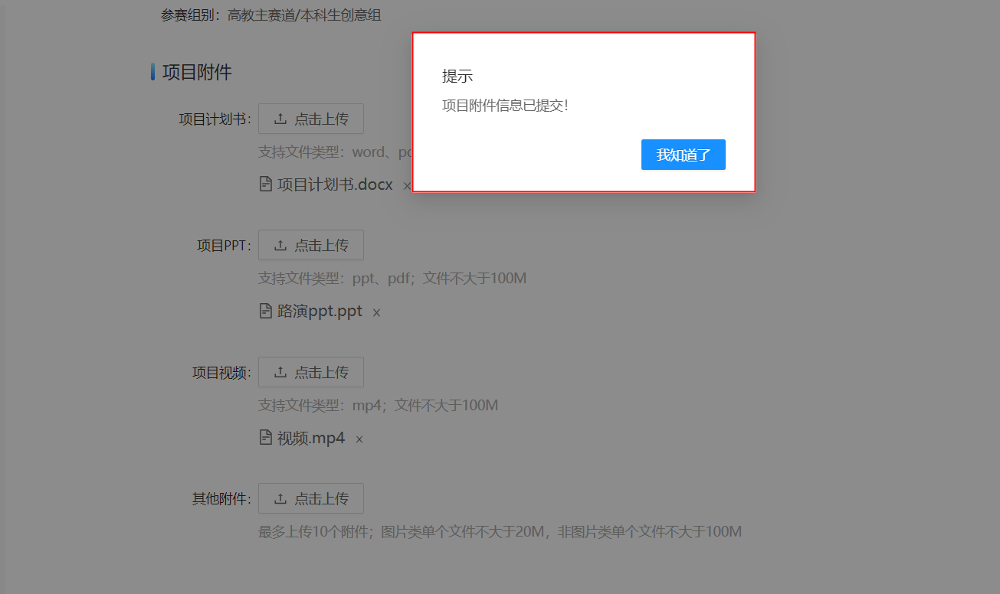 参赛组别：高教主赛道/本科生创意组
提示
项目附件信息已提交！
我知道了
项目附件
项目计划书：
点击上传
支持文件类型：word、
项目计划书.docx x
项目PPT：
点击上传
支持文件类型：ppt、pdf；文件不大于100M
路演ppt.ppt x
项目视频：
点击上传
支持文件类型：mp4；文件不大于100M
视频.mp4 x
其他附件：
点击上传
最多上传10个附件；图片类单个文件不大于20M，非图片类单个文件不大于100M